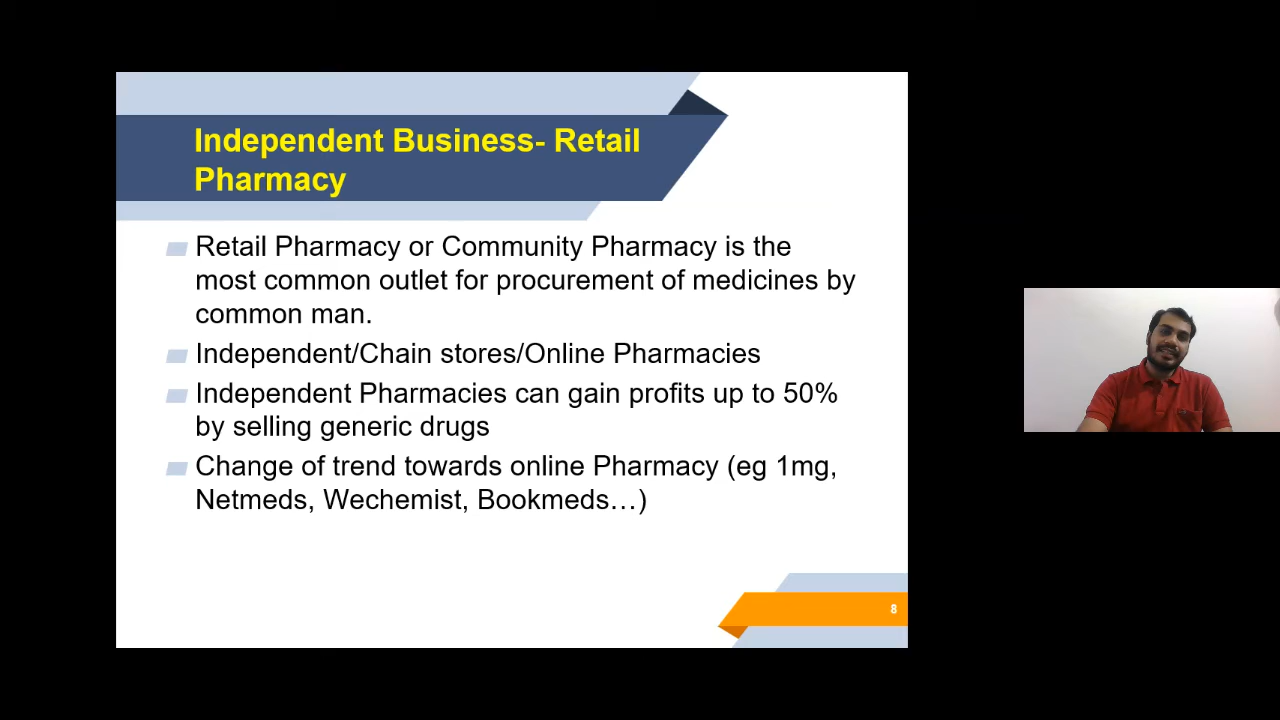 Independent Business- Retail
Pharmacy
Retail Pharmacy or Community Pharmacy is the
most common outlet for procurement of medicines by
common man.
Independent/Chain stores/Online Pharmacies
Independent Pharmacies can gain profits up to 50%
by selling generic drugs
Change of trend towards online Pharmacy (eg 1mg,
Netmeds, Wechemist, Bookmeds…)
8